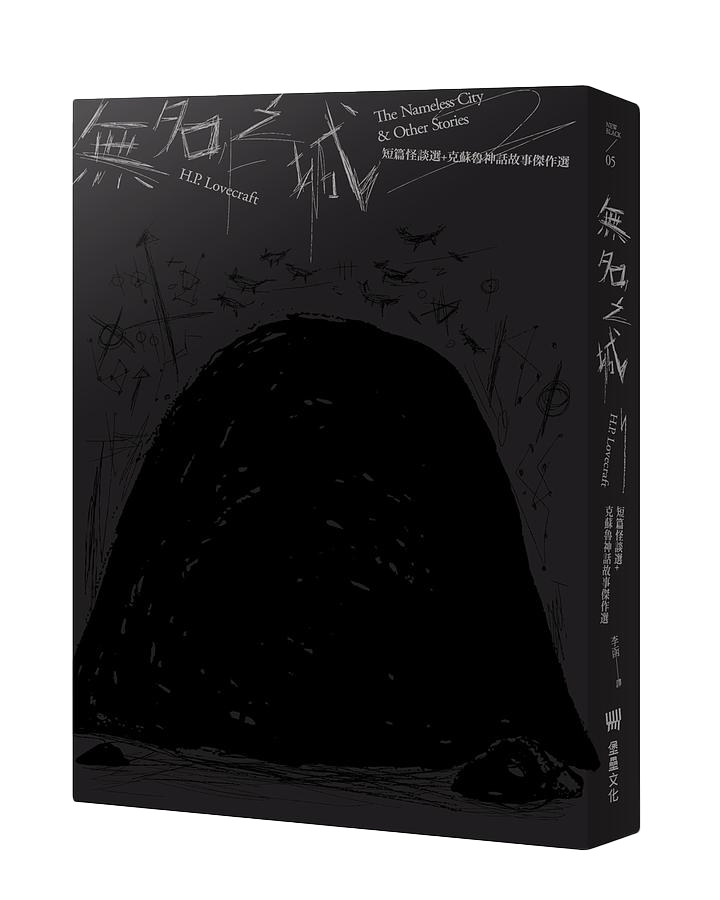 無名之城
H.P. Lovecraft
The Nameless City
& Other Stories
短篇怪談選+克蘇魯神話故事傑作選
NEW
BLACK
05
無名之城
H.P. Lovecraft
短篇怪談選+
克蘇魯神話故事傑作選
李函——譯
堡壘文化